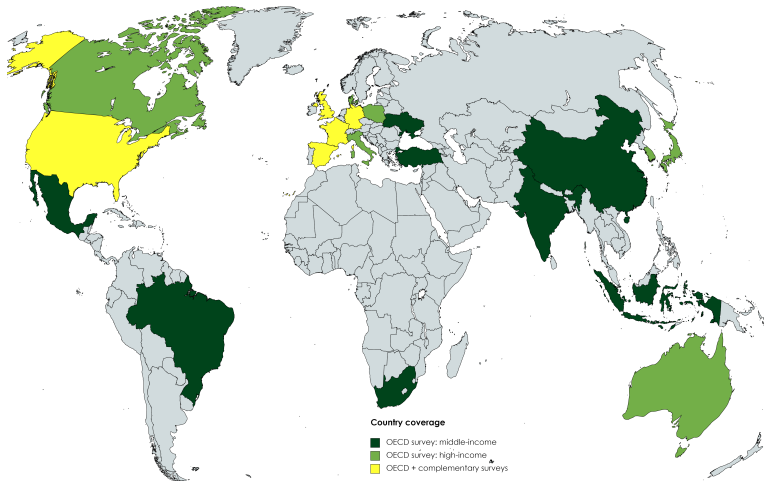 Country coverage
OECD survey: middle-income
OECD survey: high-income
OECD + complementary surveys